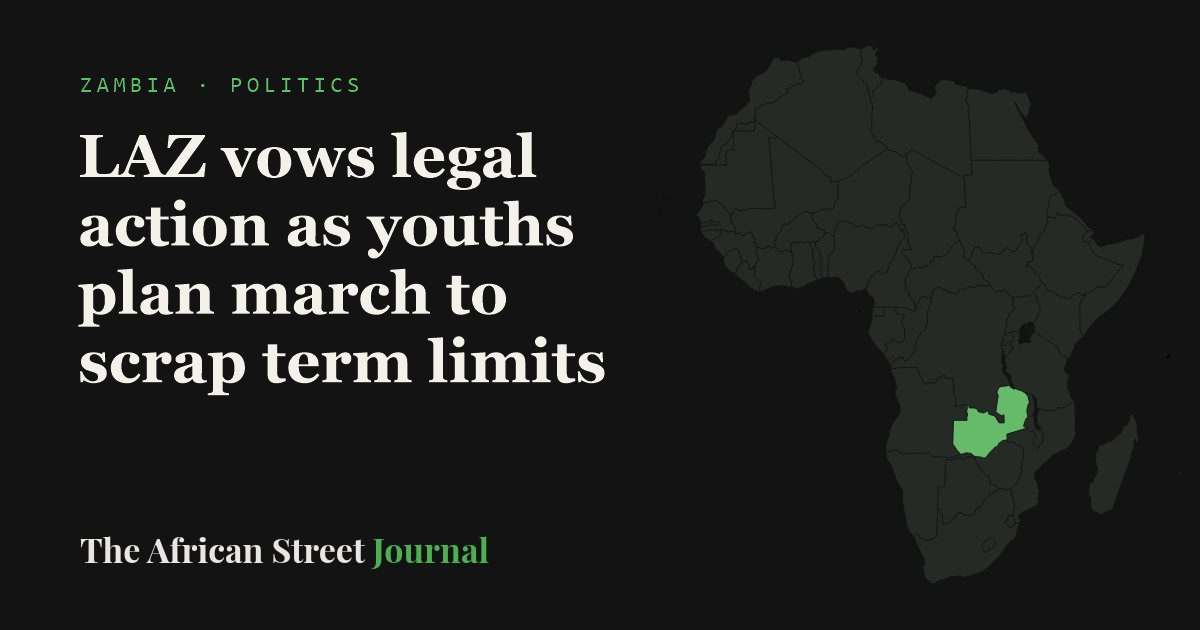 ZAMBIA · POLITICS
LAZ vows legal
action as youths
plan march to
scrap term limits
The African Street Journal